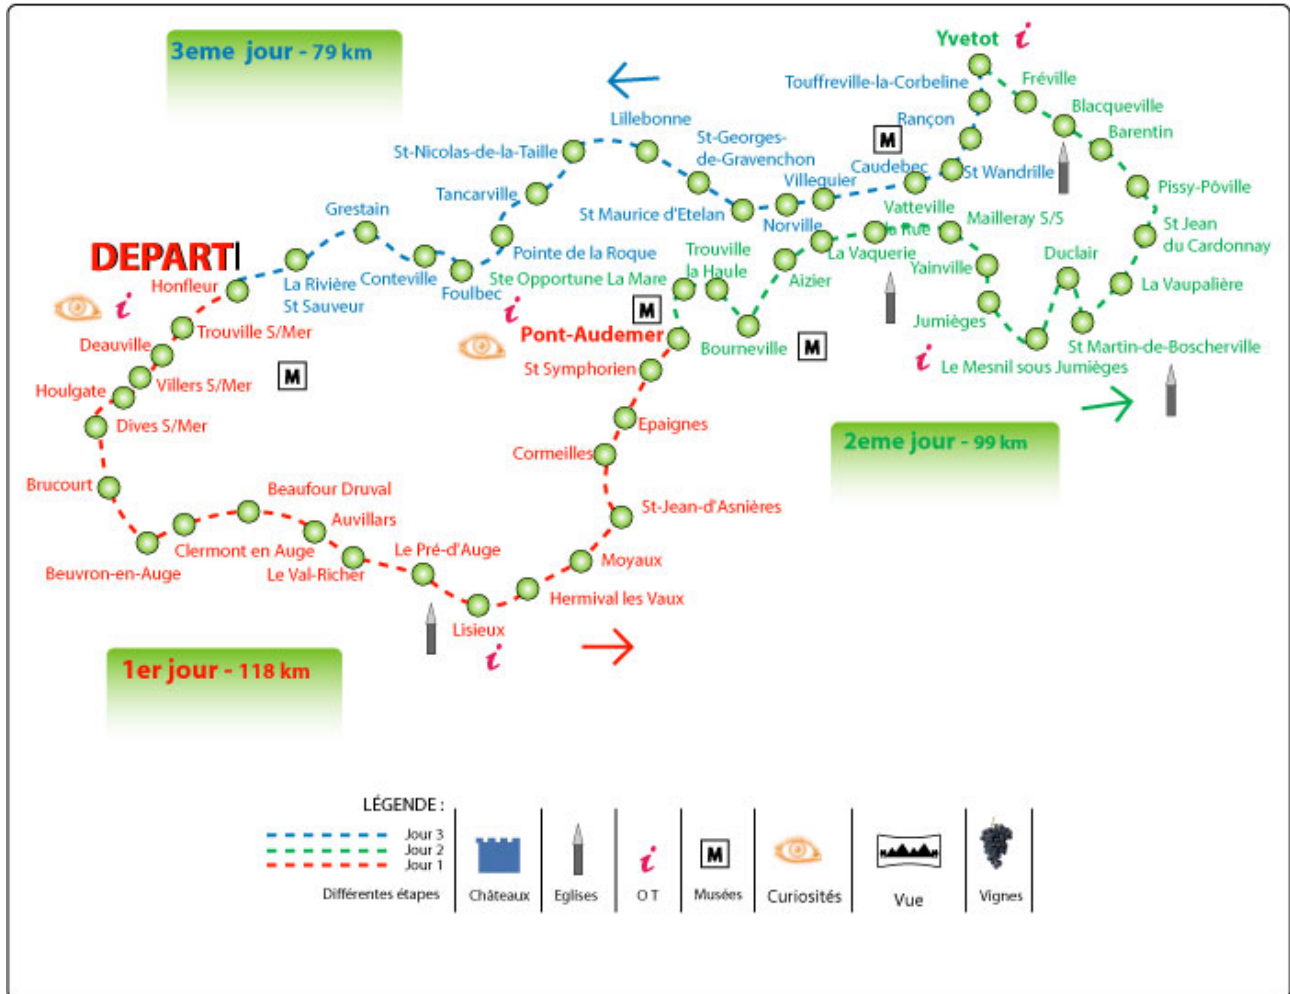 3eme jour - 79 km
Yvetot
Touffreville-la-Corbeline
Fréville
Blacqueville
Barentin
Rançon
Lillebonne
St-Georges-
de-Gravenchon
St-Nicolas-de-la-Taille
Caudebec
St Wandrille
Villeguier
Pissy-Pôville
Tancarville
Grestain
St Maurice d'Etelan
Norville
Vatteville
la Rue
Mailleray S/S
St Jean
du Cardonnay
DEPART
Honfleur
La Rivière
St Sauveur
Conteville
Foulbec
Pointe de la Roque
Ste Opportune La Mare
Trouville
la Haule
Aizier
La Vaquerie
Yainville
Duclair
La Vaupalière
Jumièges
Trouville S/Mer
Deauville
Pont-Audemer
Bourneville
M
M
M
M
St Martin-de-Boscherville
Le Mesnil sous Jumièges
St Symphorien
Villers S/Mer
Houlgate
Dives S/Mer
Epaignes
Cormeilles
2eme jour - 99 km
Brucourt
Beaufour Druval
Auvillars
St-Jean-d'Asnières
Clermont en Auge
Le Pré-d'Auge
Moyaux
Beuvron-en-Auge
Le Val-Richer
Hermival les Vaux
Lisieux
1er jour - 118 km
LÉGENDE :
Jour 3
Jour 2
Jour 1
Différentes étapes
Châteaux
Eglises
i
O T
M
Musées
Curiosités
Vue
Vignes
i
i
i
i
i